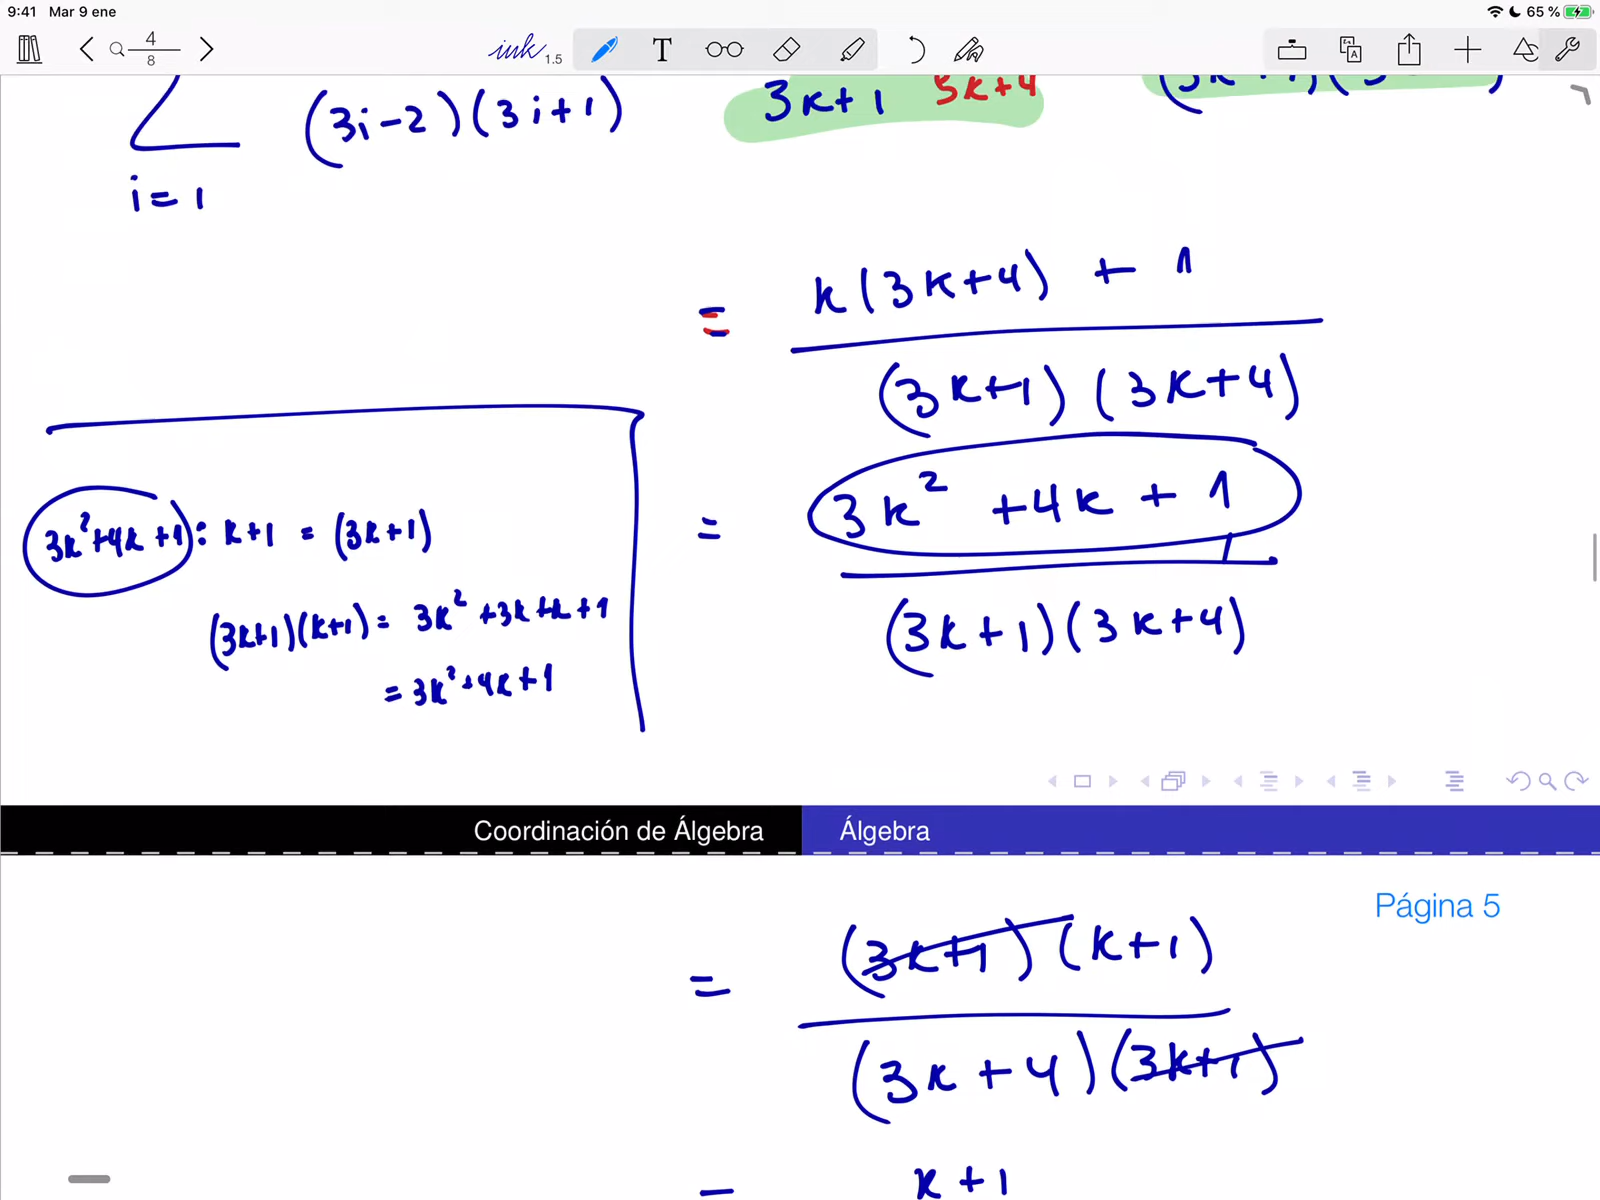 9:41 Mar 9 ene 65 %
4
8
ink 1.5 T
(3i-2)(3i+1) 3k+1 3k+4
i=1
k(3k+4) + 1
=
(3k+1)(3k+4)
3k²+4k+1 : k+1 = (3k+1)
(3k+1)(k+1) = 3k²+3k+k+1
= 3k²+4k+1
= 3k² +4k + 1
(3k+1)(3k+4)
Coordinación de Álgebra Álgebra
Página 5
= (3k+1)(k+1)
(3k+4)(3k+1)
k+1